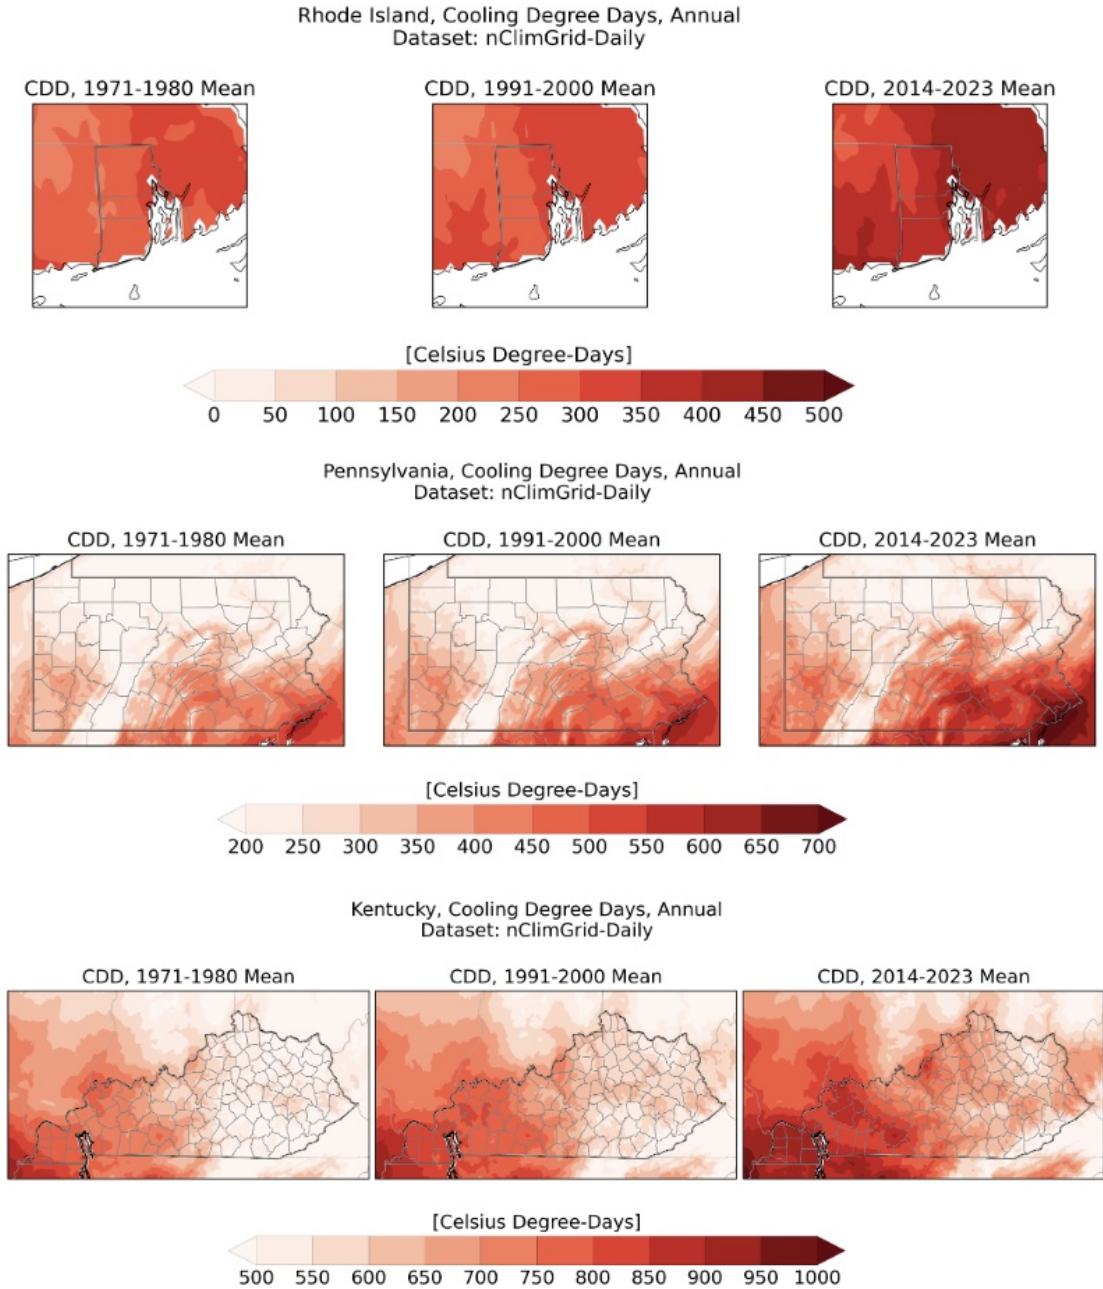 Rhode Island, Cooling Degree Days, Annual
Dataset: nClimGrid-Daily
CDD, 1971-1980 Mean
CDD, 1991-2000 Mean
CDD, 2014-2023 Mean
[Celsius Degree-Days]
0 50 100 150 200 250 300 350 400 450 500
Pennsylvania, Cooling Degree Days, Annual
Dataset: nClimGrid-Daily
CDD, 1971-1980 Mean
CDD, 1991-2000 Mean
CDD, 2014-2023 Mean
[Celsius Degree-Days]
200 250 300 350 400 450 500 550 600 650 700
Kentucky, Cooling Degree Days, Annual
Dataset: nClimGrid-Daily
CDD, 1971-1980 Mean
CDD, 1991-2000 Mean
CDD, 2014-2023 Mean
[Celsius Degree-Days]
500 550 600 650 700 750 800 850 900 950 1000